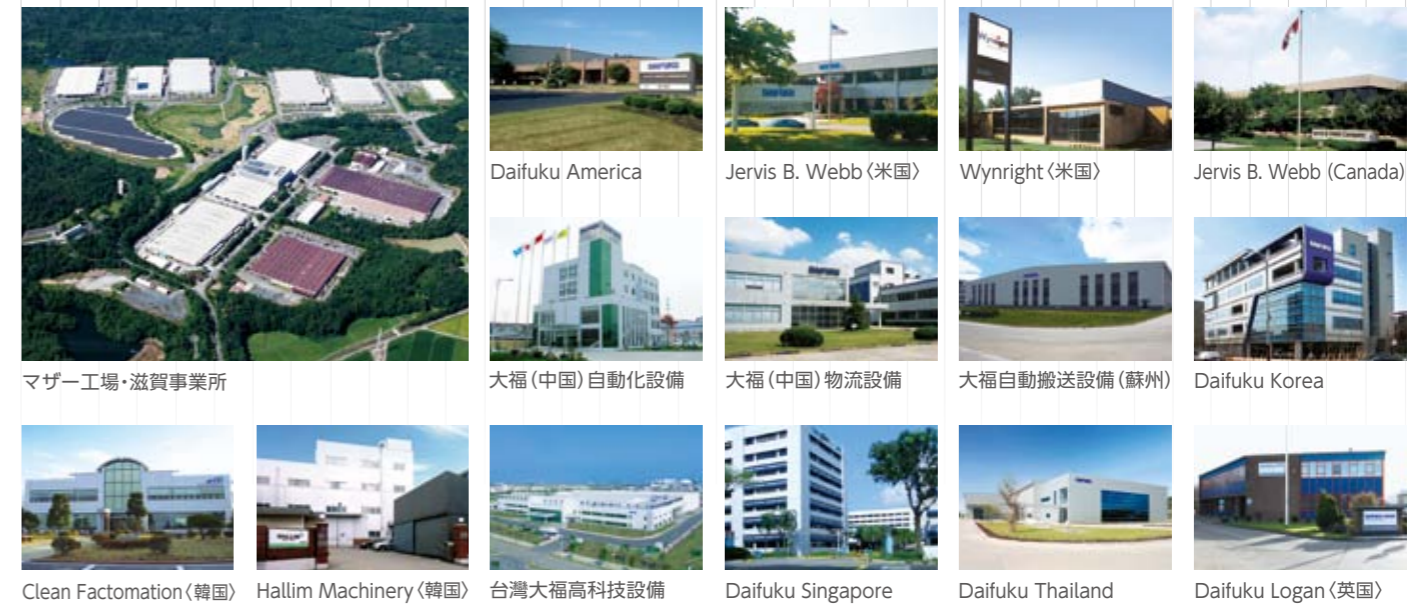 Daifuku America
Jervis B. Webb〈米国〉
Wynright〈米国〉
Jervis B. Webb (Canada)
マザー工場・滋賀事業所
大福(中国)自動化設備
大福(中国)物流設備
大福自動搬送設備(蘇州)
Daifuku Korea
Clean Factomation〈韓国〉
Hallim Machinery〈韓国〉
台灣大福高科技設備
Daifuku Singapore
Daifuku Thailand
Daifuku Logan〈英国〉